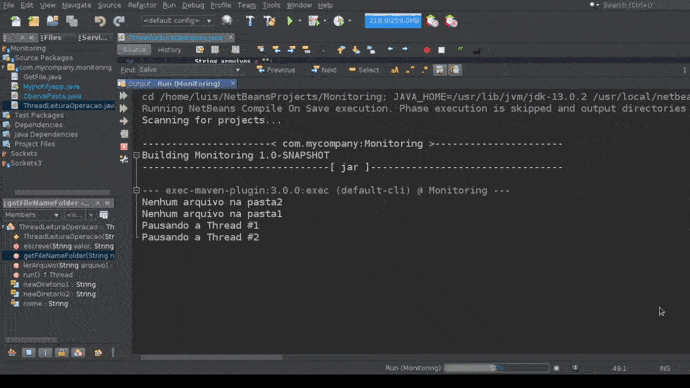 File Edit View Navigate Source Refactor Run Debug Profile Team Tools Window Help
Search (Ctrl+I)
<default config>
218.0/259.0MB
Files
Servi...
ThreadLeituraOperacao.java
Source History
Monitoring
Source Packages
com.mycompany.monitoring
GetFile.java
Mynotifyapp.java
ThreadLeituraOperacao.java
Test Packages
Dependencies
Java Dependencies
Project Files
Sockets
Sockets3
String arquivos = "";
Find: Salvo Previous Next Select
Output - Run (Monitoring)
cd /home/luis/NetBeansProjects/Monitoring; JAVA_HOME=/usr/lib/jvm/jdk-13.0.2 /usr/local/netbea
Running NetBeans Compile On Save execution. Phase execution is skipped and output directories
Scanning for projects...
---------------------< com.mycompany:Monitoring >---------------------
Building Monitoring 1.0-SNAPSHOT
--------------------------------[ jar ]---------------------------------
--- exec-maven-plugin:3.0.0:exec (default-cli) @ Monitoring ---
Nenhum arquivo na pasta2
Nenhum arquivo na pasta1
Pausando a Thread #1
Pausando a Thread #2
getFileNameFolder -...
Members
ThreadLeituraOperacao :: Th
ThreadLeituraOperacao(String
escreve(String valor, String
getFileNameFolder(String n
lerArquivo(String arquivo) :
run() ↑ Thread
newDiretorio1 : String
newDiretorio2 : String
nome : String
Run (Monitoring)
49:1
INS